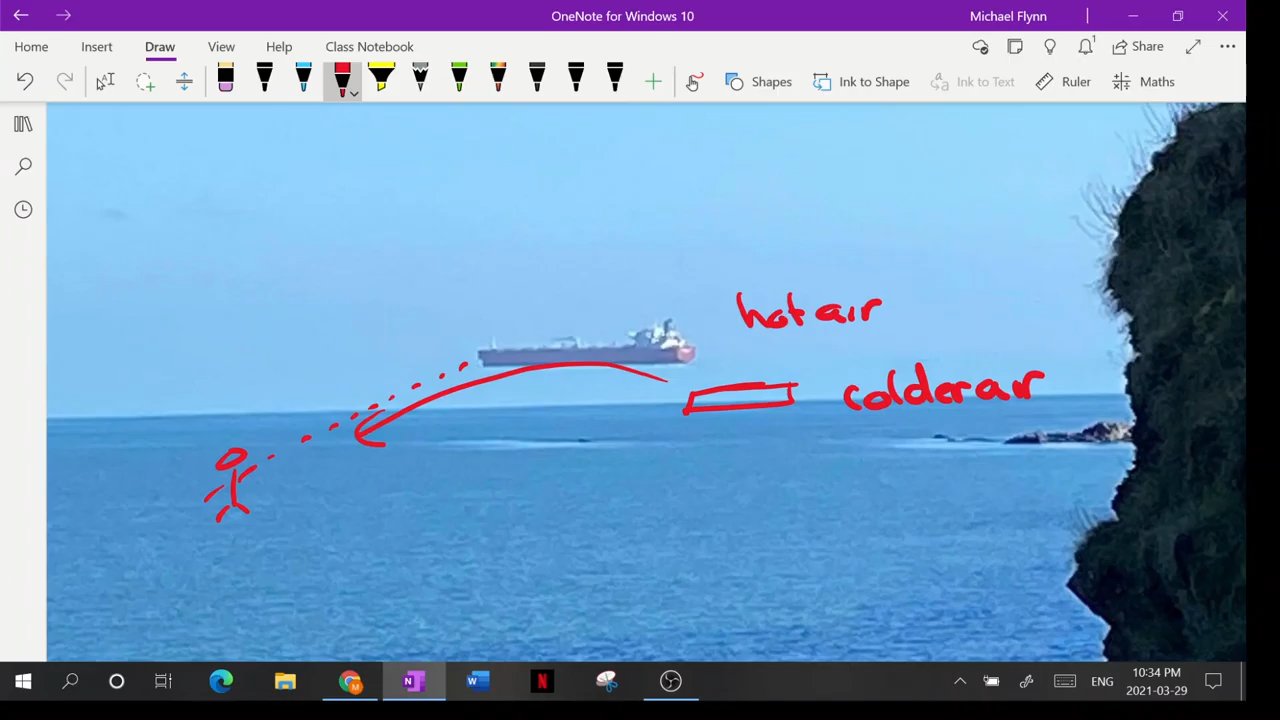 OneNote for Windows 10
Michael Flynn
Home Insert Draw View Help Class Notebook
1
Share
Shapes
Ink to Shape
Ink to Text
Ruler
Maths
hot air
colder air
N
W
N
M
ENG
10:34 PM
2021-03-29